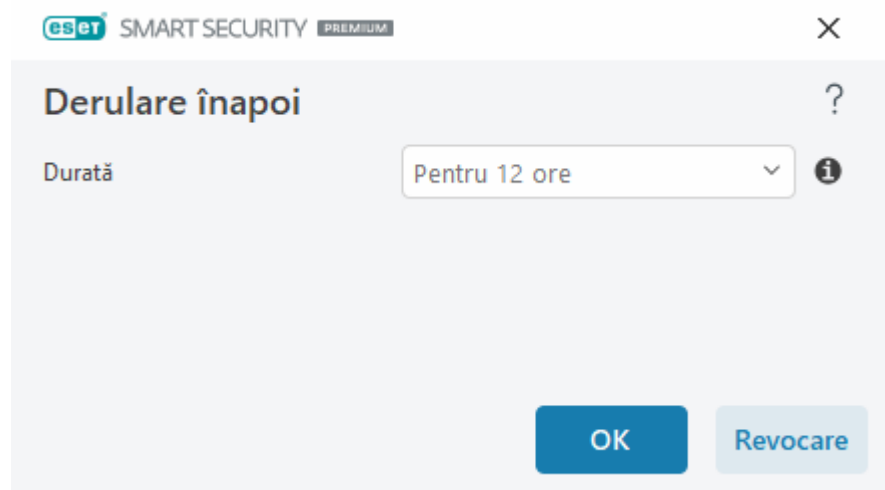 eset SMART SECURITY PREMIUM
Derulare înapoi
Durată
Pentru 12 ore
OK
Revocare